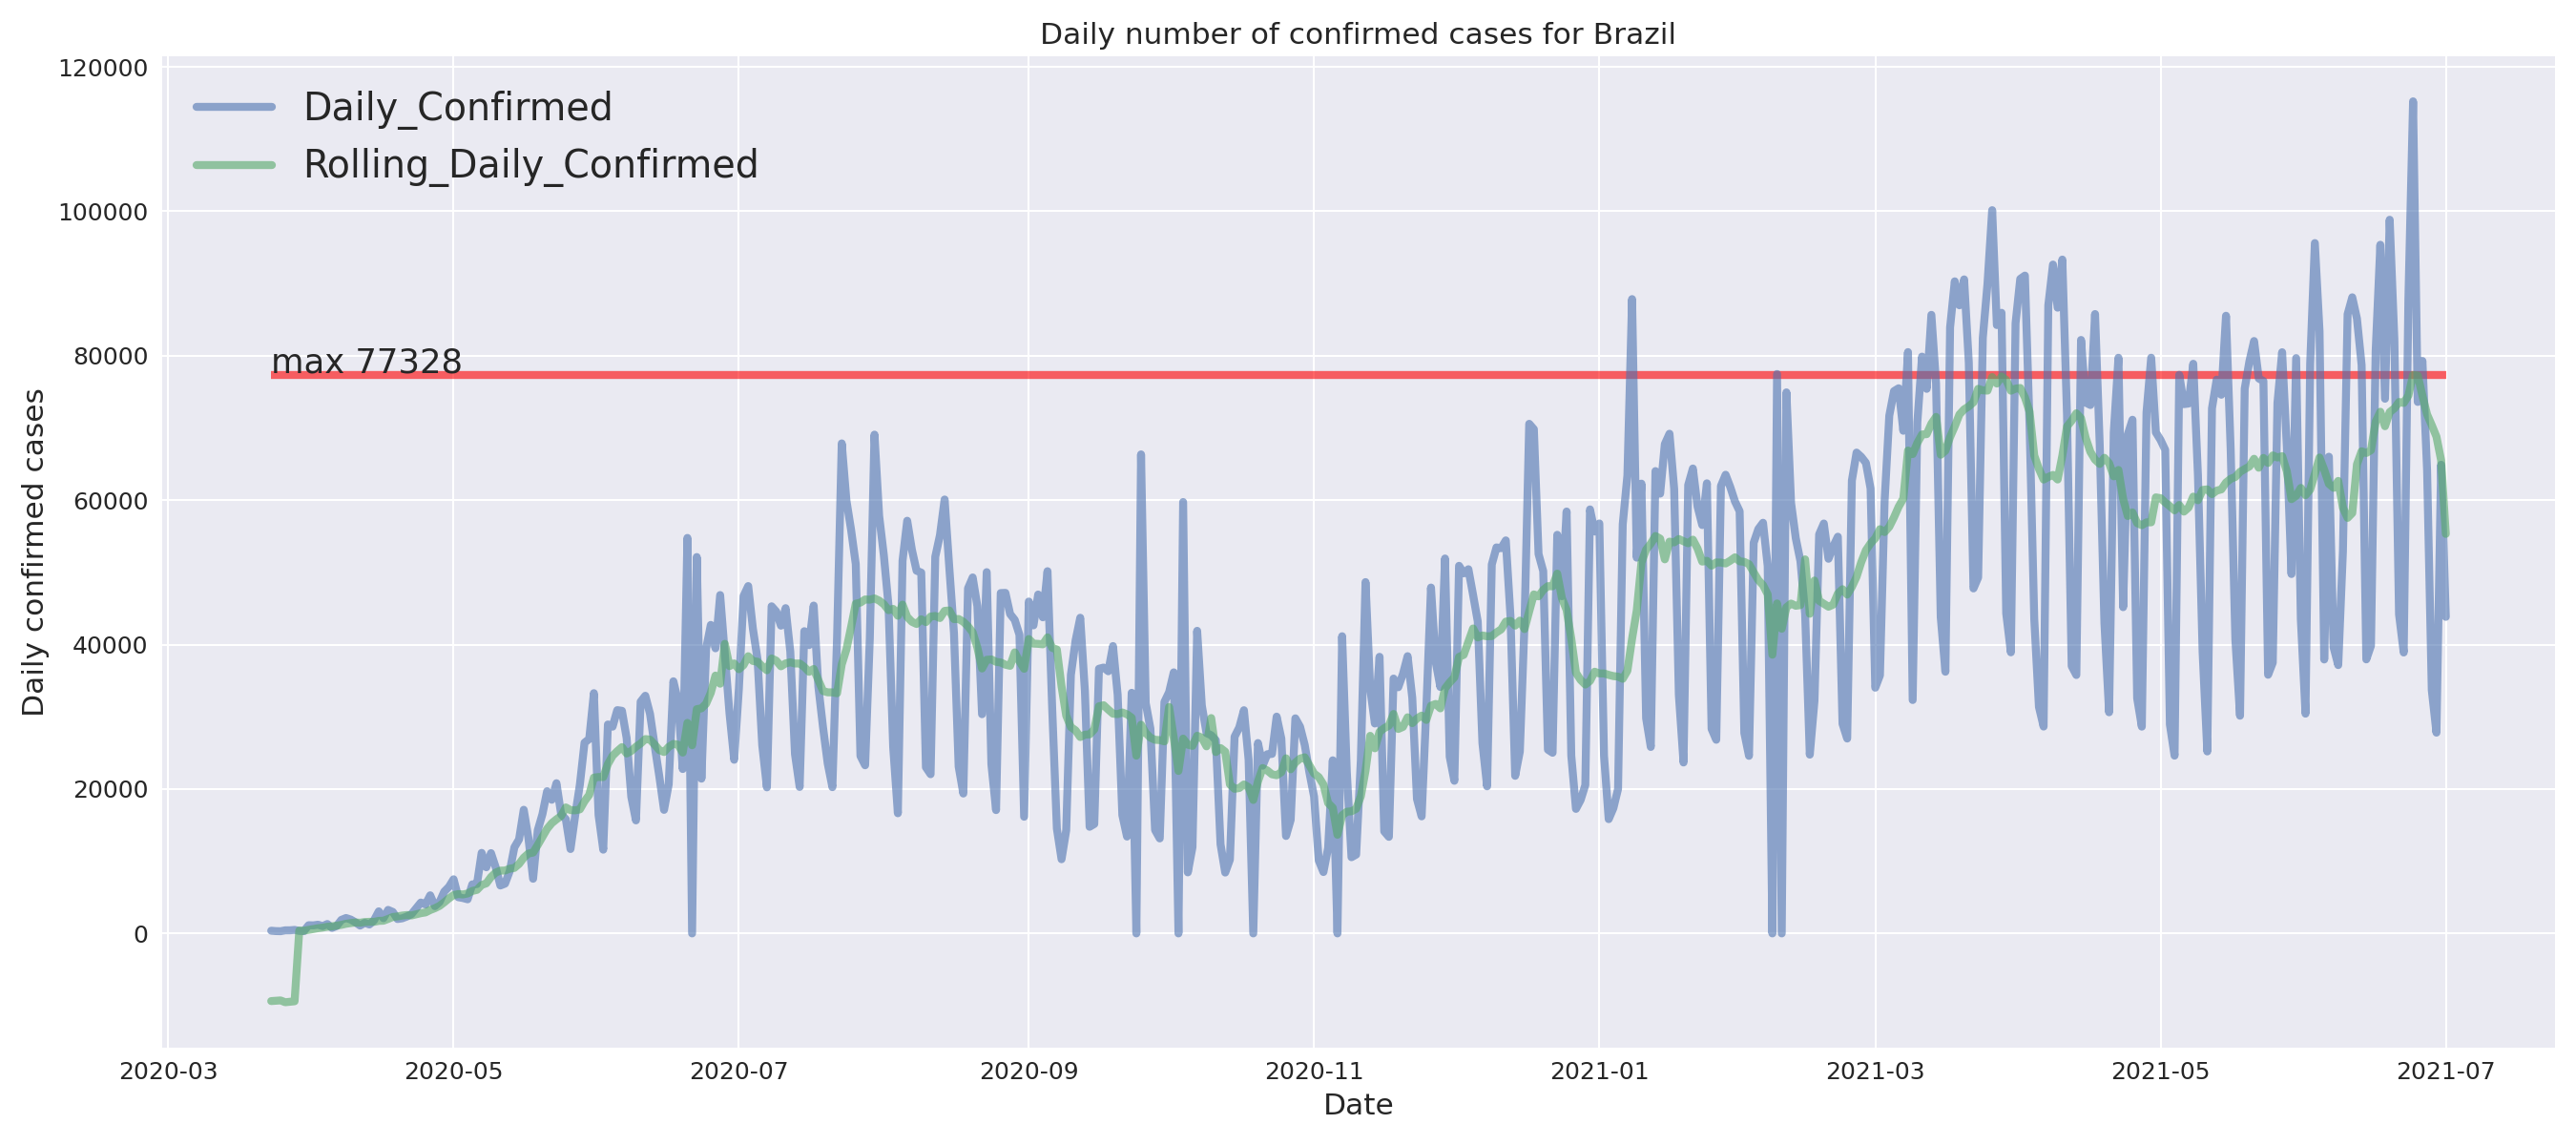 Daily number of confirmed cases for Brazil
120000
100000
80000
60000
40000
20000
0
Daily confirmed cases
Daily_Confirmed
Rolling_Daily_Confirmed
max 77328
2020-03 2020-05 2020-07 2020-09 2020-11 2021-01 2021-03 2021-05 2021-07
Date